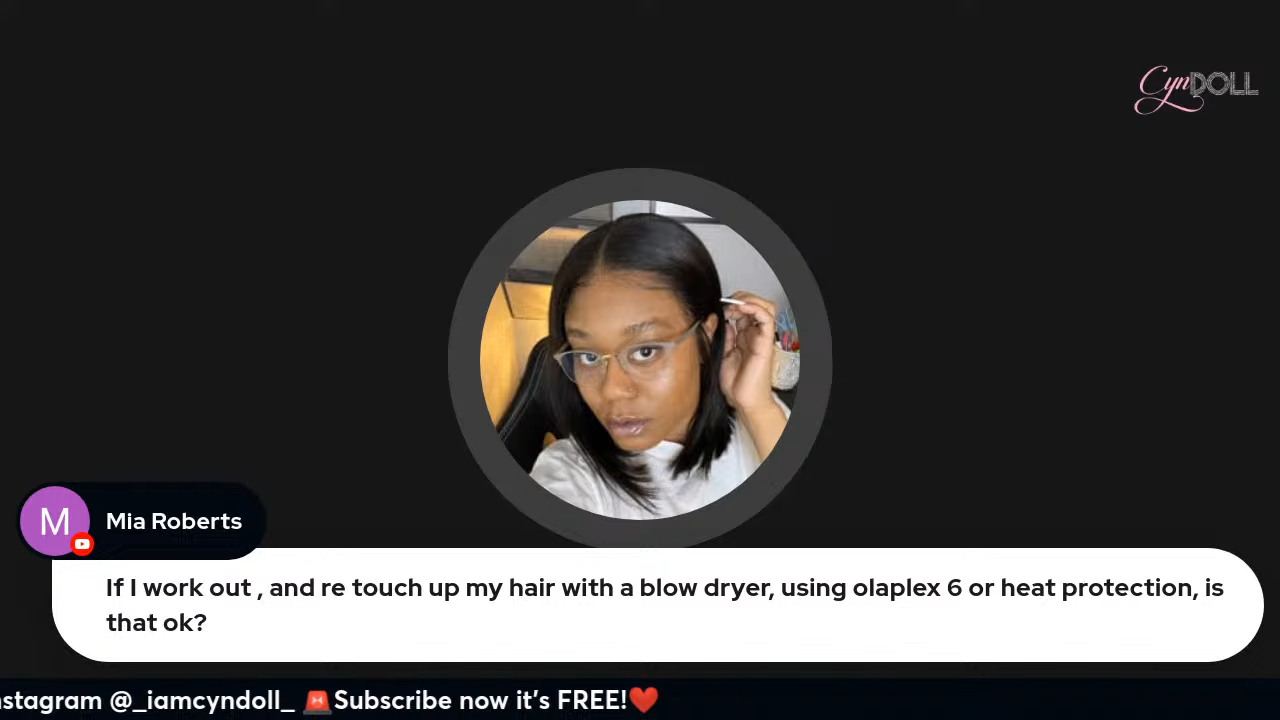 CynDOLL
M
Mia Roberts
If I work out , and re touch up my hair with a blow dryer, using olaplex 6 or heat protection, is
that ok?
nstagram @_iamcyndoll_ 🚨Subscribe now it's FREE!❤️